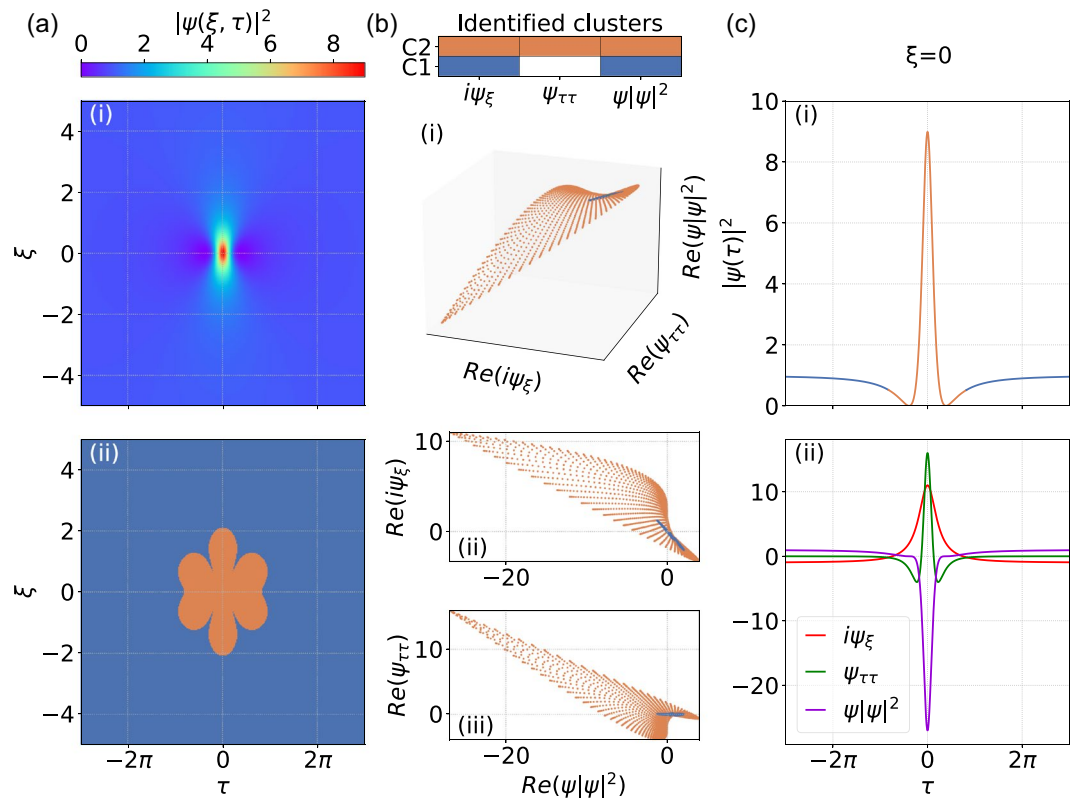 (a)
|ψ(ξ, τ)|²
0 2 4 6 8
(i)
4
2
0
−2
−4
ξ
(ii)
4
2
0
−2
−4
ξ
−2π 0 2π
τ
(b)
Identified clusters
C2
C1
iψ_ξ ψ_ττ ψ|ψ|²
(i)
Re(iψ_ξ)
Re(ψ_ττ)
Re(ψ|ψ|²)
10
0
Re(iψ_ξ)
(ii)
−20 0
10
0
Re(ψ_ττ)
(iii)
−20 0
Re(ψ|ψ|²)
(c)
ξ=0
(i)
10
8
6
4
2
0
|ψ(τ)|²
−2π 0 2π
(ii)
10
0
−10
−20
iψ_ξ
ψ_ττ
ψ|ψ|²
−2π 0 2π
τ